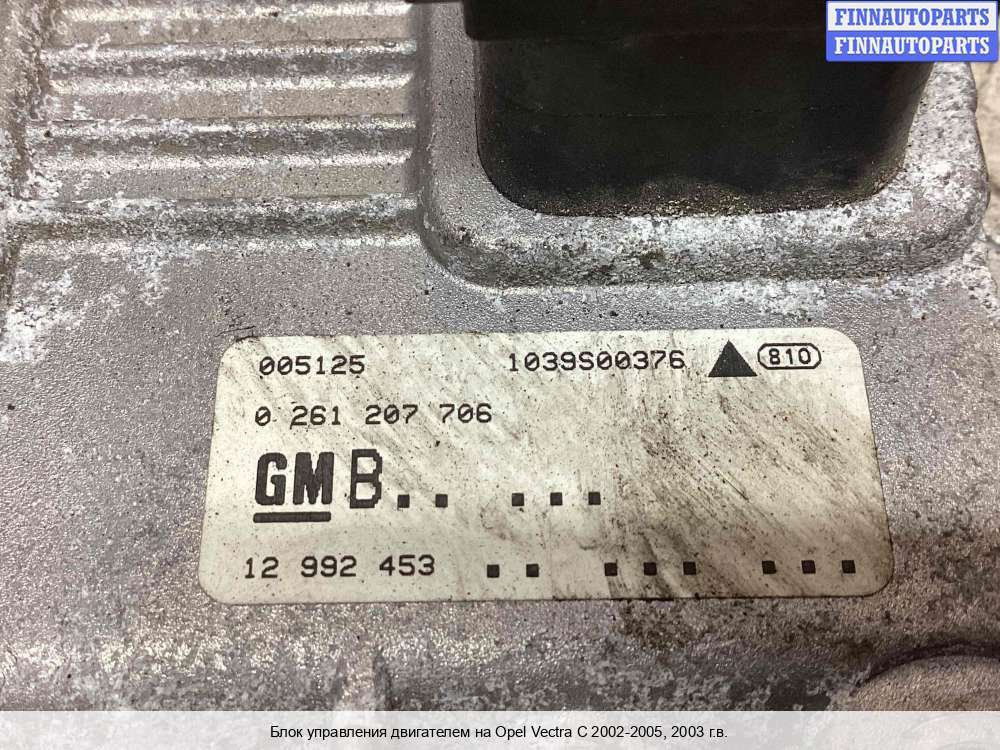 FINNAUTOPARTS
FINNAUTOPARTS
005125 1039S00376 810
0 261 207 706
GM B.. ...
12 992 453 .. ... ...
Блок управления двигателем на Opel Vectra C 2002-2005, 2003 г.в.